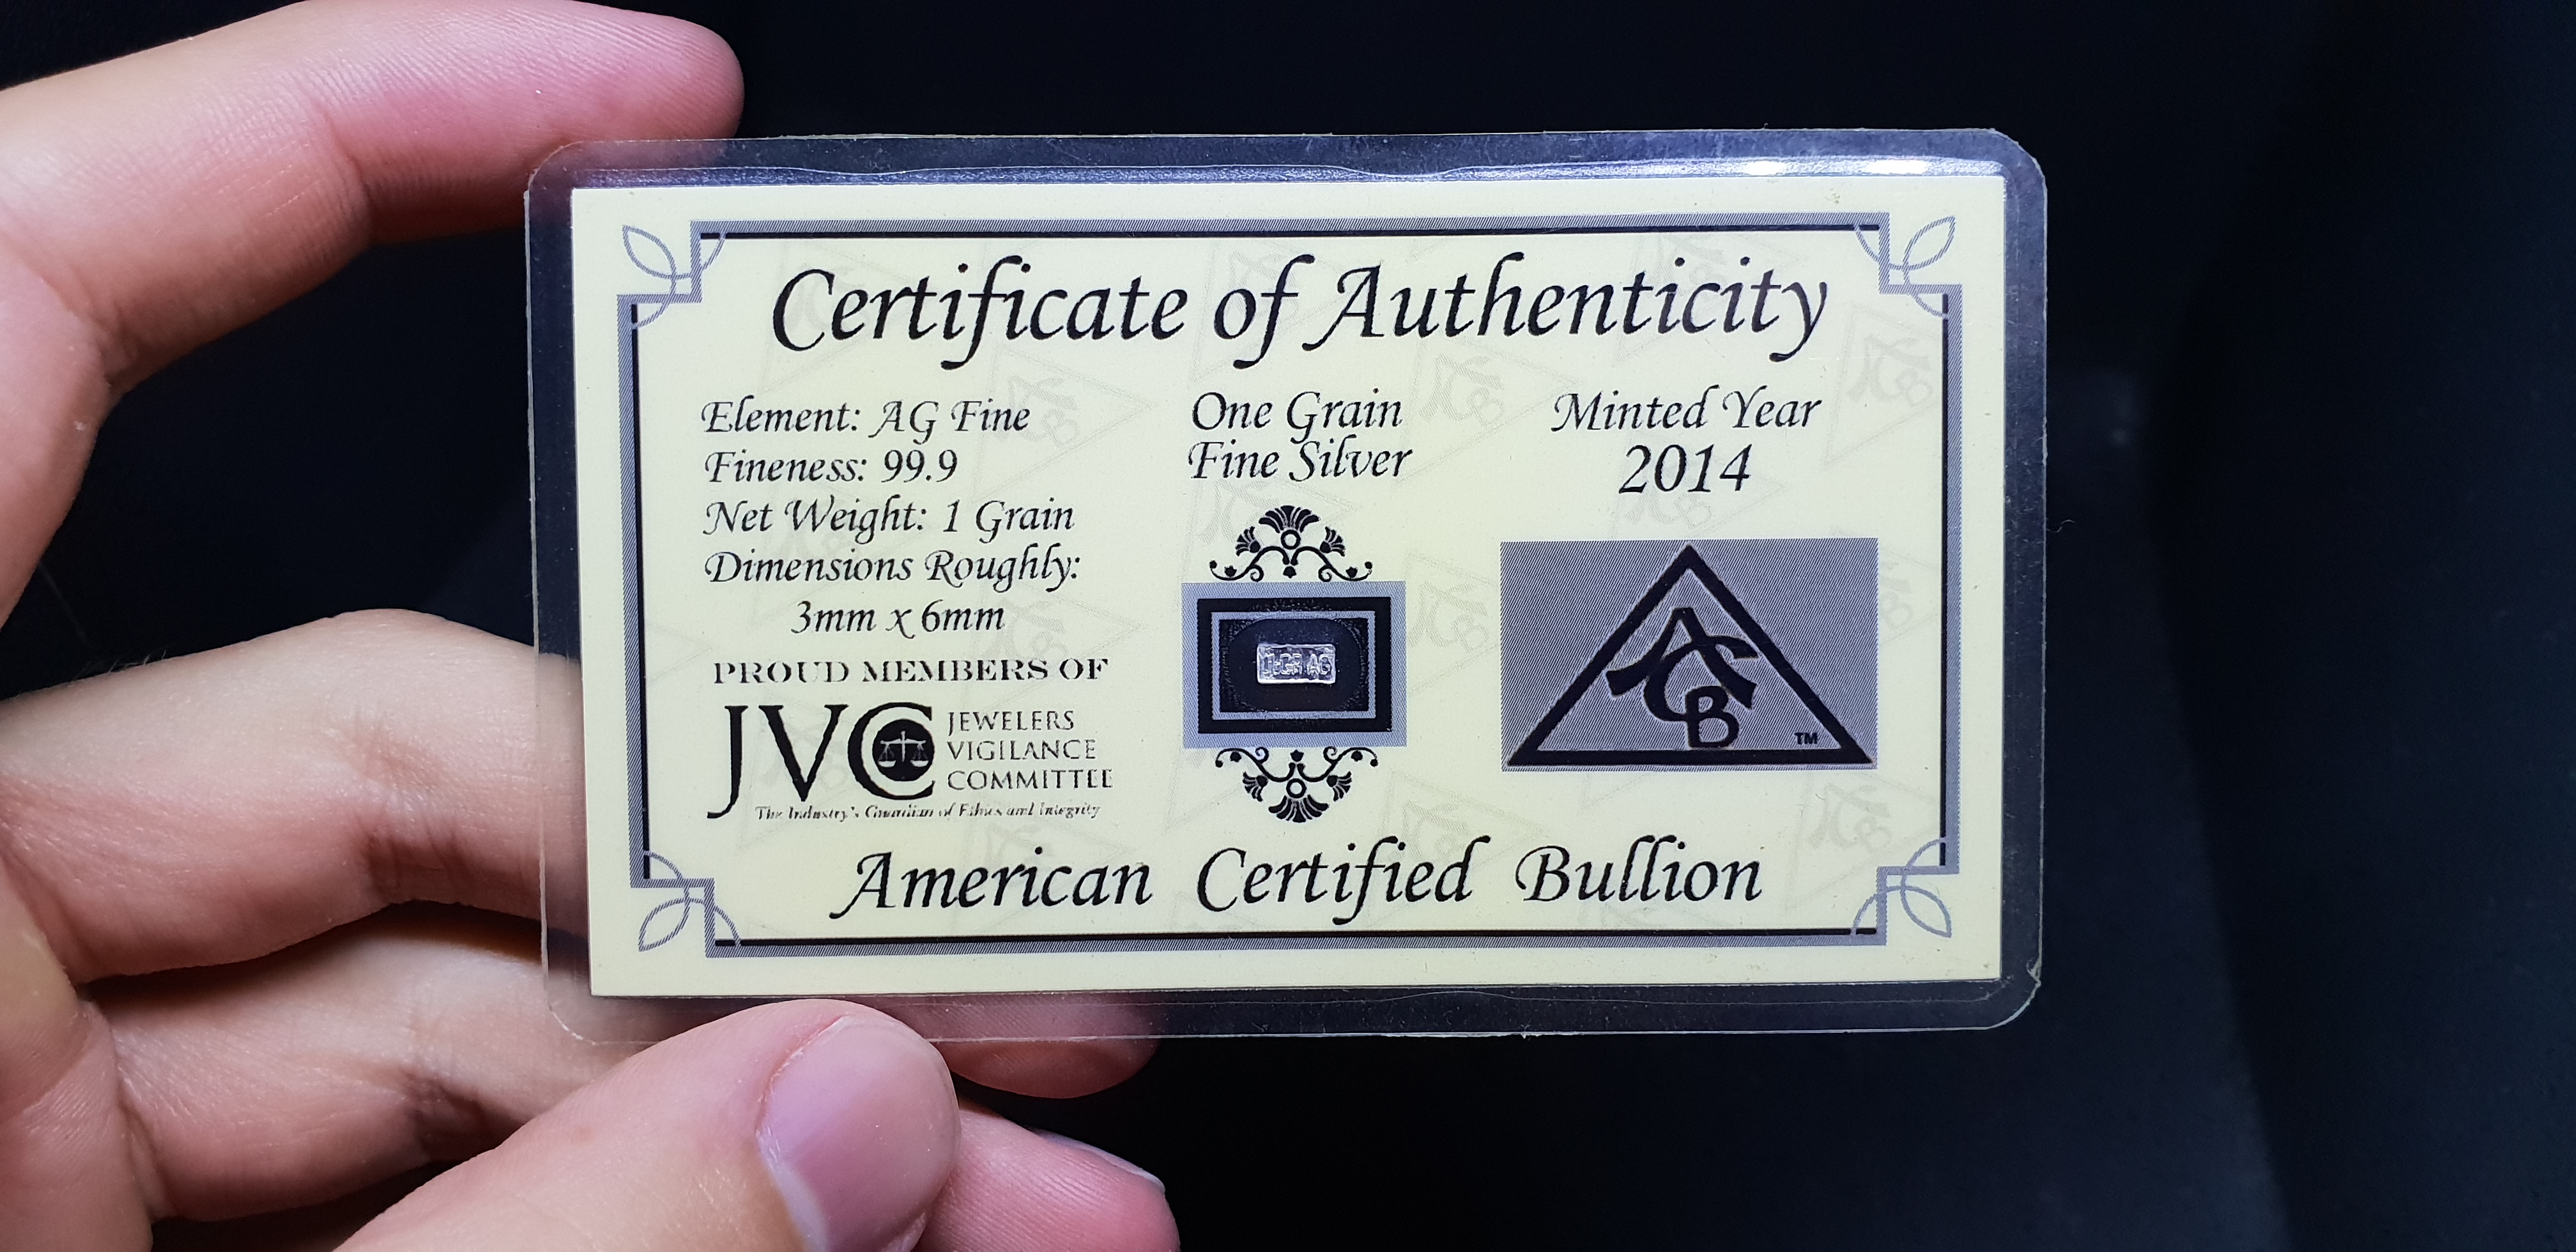 Certificate of Authenticity
Element: AG Fine
Fineness: 99.9
Net Weight: 1 Grain
Dimensions Roughly:
3mm x 6mm
PROUD MEMBERS OF
JVC
JEWELERS
VIGILANCE
COMMITTEE
The Industry's Guardian of Ethics and Integrity
One Grain
Fine Silver
AG
Minted Year
2014
ACB
TM
American Certified Bullion